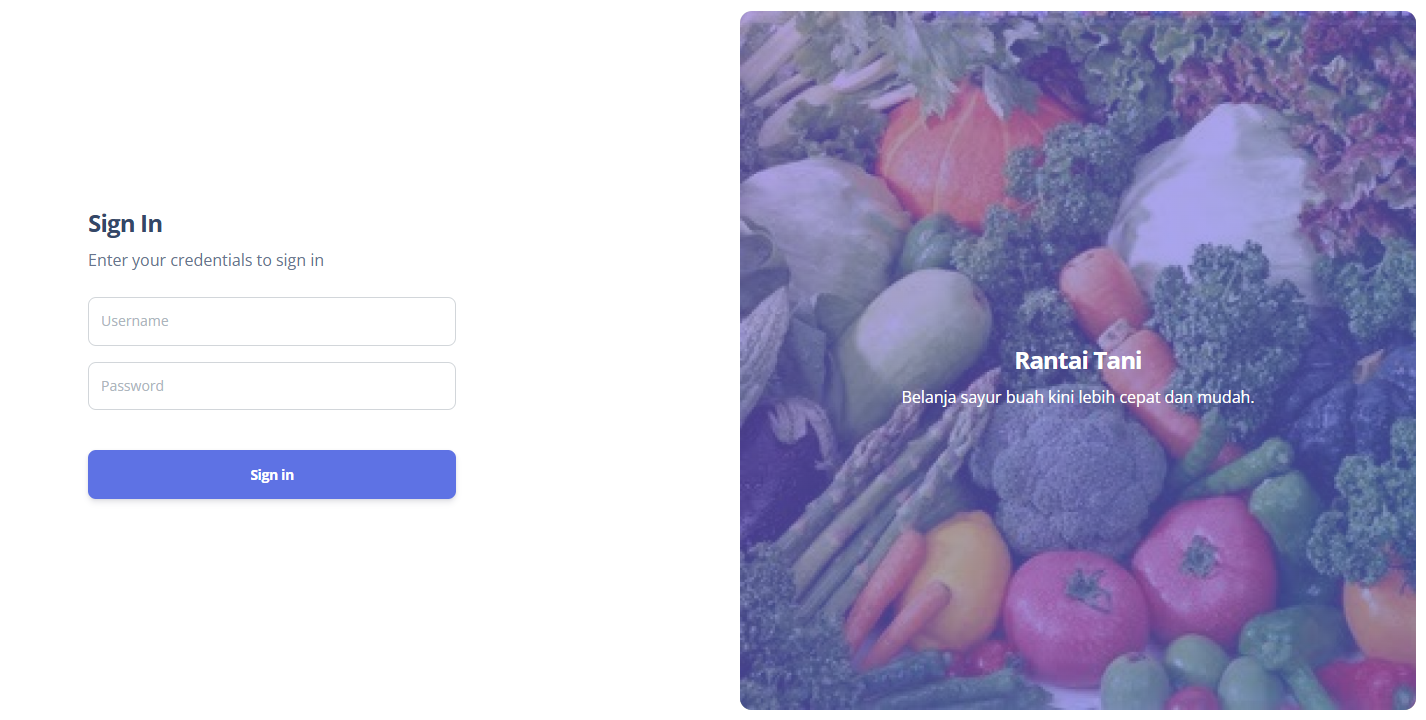 Sign In
Enter your credentials to sign in
Username
Password
Sign in
Rantai Tani
Belanja sayur buah kini lebih cepat dan mudah.